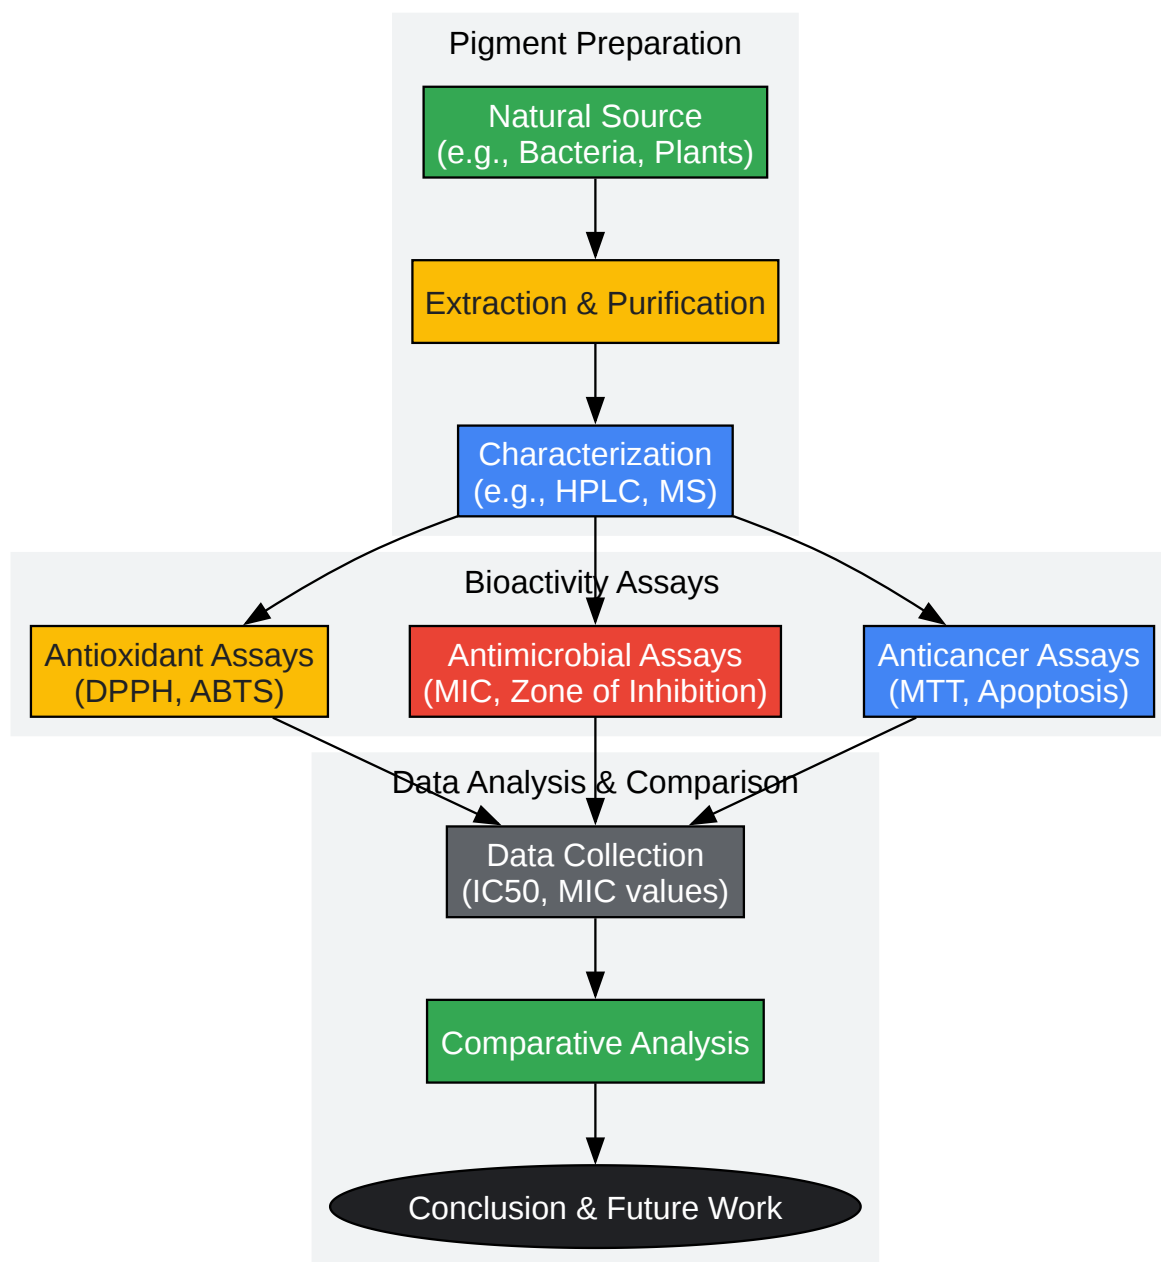 Pigment Preparation
Natural Source
(e.g., Bacteria, Plants)
Extraction & Purification
Characterization
(e.g., HPLC, MS)
Bioactivity Assays
Antioxidant Assays
(DPPH, ABTS)
Antimicrobial Assays
(MIC, Zone of Inhibition)
Anticancer Assays
(MTT, Apoptosis)
Data Analysis & Comparison
Data Collection
(IC50, MIC values)
Comparative Analysis
Conclusion & Future Work